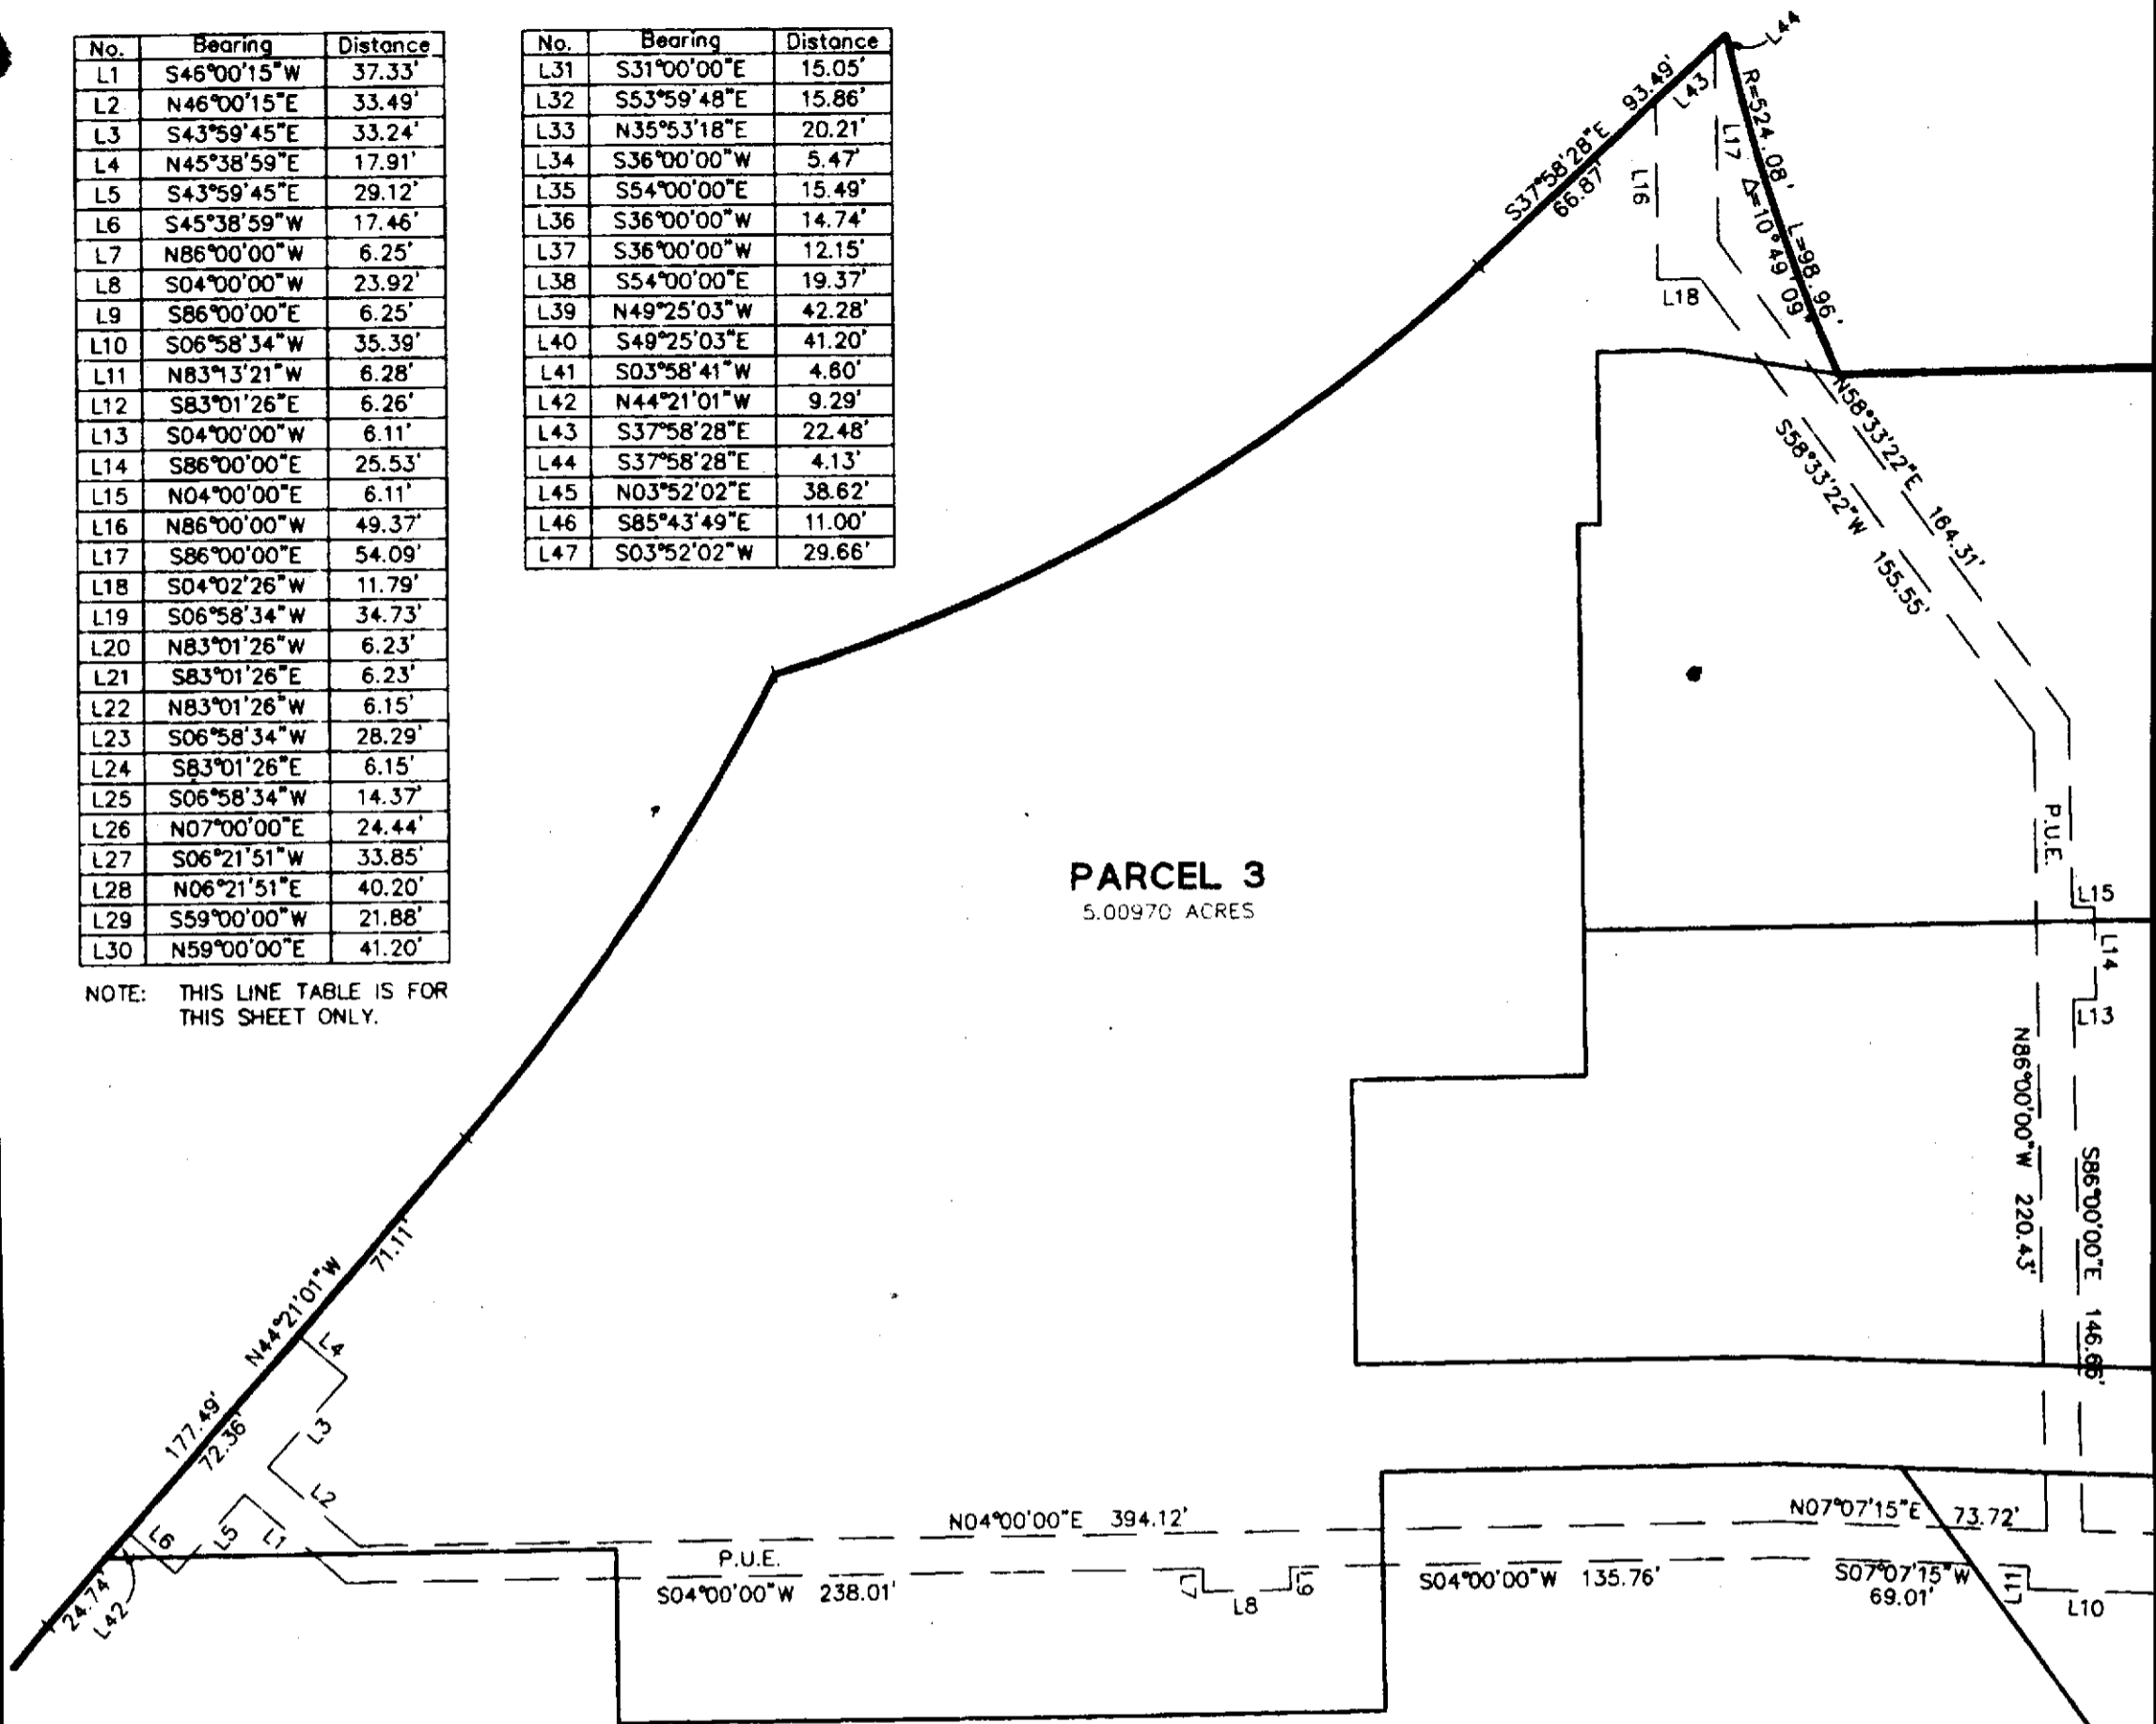 No. Bearing Distance
L1 S46°00'15"W 37.33'
L2 N46°00'15"E 33.49'
L3 S43°59'45"E 33.24'
L4 N45°38'59"E 17.91'
L5 S43°59'45"E 29.12'
L6 S45°38'59"W 17.46'
L7 N86°00'00"W 6.25'
L8 S04°00'00"W 23.92'
L9 S86°00'00"E 6.25'
L10 S06°58'34"W 35.39'
L11 N83°13'21"W 6.28'
L12 S83°01'26"E 6.26'
L13 S04°00'00"W 6.11'
L14 S86°00'00"E 25.53'
L15 N04°00'00"E 6.11'
L16 N86°00'00"W 49.37'
L17 S86°00'00"E 54.09'
L18 S04°02'26"W 11.79'
L19 S06°58'34"W 34.73'
L20 N83°01'26"W 6.23'
L21 S83°01'26"E 6.23'
L22 N83°01'26"W 6.15'
L23 S06°58'34"W 28.29'
L24 S83°01'26"E 6.15'
L25 S06°58'34"W 14.37'
L26 N07°00'00"E 24.44'
L27 S06°21'51"W 33.85'
L28 N06°21'51"E 40.20'
L29 S59°00'00"W 21.88'
L30 N59°00'00"E 41.20'
NOTE: THIS LINE TABLE IS FOR
THIS SHEET ONLY.
No. Bearing Distance
L31 S31°00'00"E 15.05'
L32 S53°59'48"E 15.86'
L33 N35°53'18"E 20.21'
L34 S36°00'00"W 5.47'
L35 S54°00'00"E 15.49'
L36 S36°00'00"W 14.74'
L37 S36°00'00"W 12.15'
L38 S54°00'00"E 19.37'
L39 N49°25'03"W 42.28'
L40 S49°25'03"E 41.20'
L41 S03°58'41"W 4.60'
L42 N44°21'01"W 9.29'
L43 S37°58'28"E 22.48'
L44 S37°58'28"E 4.13'
L45 N03°52'02"E 38.62'
L46 S85°43'49"E 11.00'
L47 S03°52'02"W 29.66'
L44
S37°58'28"E 93.49'
66.87'
L43
R=524.08' L=98.96'
Δ=10°49'09"
L17
L16
L18
N58°33'22"E 164.31'
S58°33'22"W 155.55'
P.U.E.
L15
L14
L13
PARCEL 3
5.00970 ACRES
N86°00'00"W 220.43'
S86°00'00"E 146.66'
71.11'
N44°21'01"W
177.49'
72.36'
L4
L3
L2
L1
L5
L6
24.74'
L42
N04°00'00"E 394.12'
P.U.E.
S04°00'00"W 238.01'
L7
L8
L9
S04°00'00"W 135.76'
N07°07'15"E 73.72'
S07°07'15"W
69.01'
L11
L10